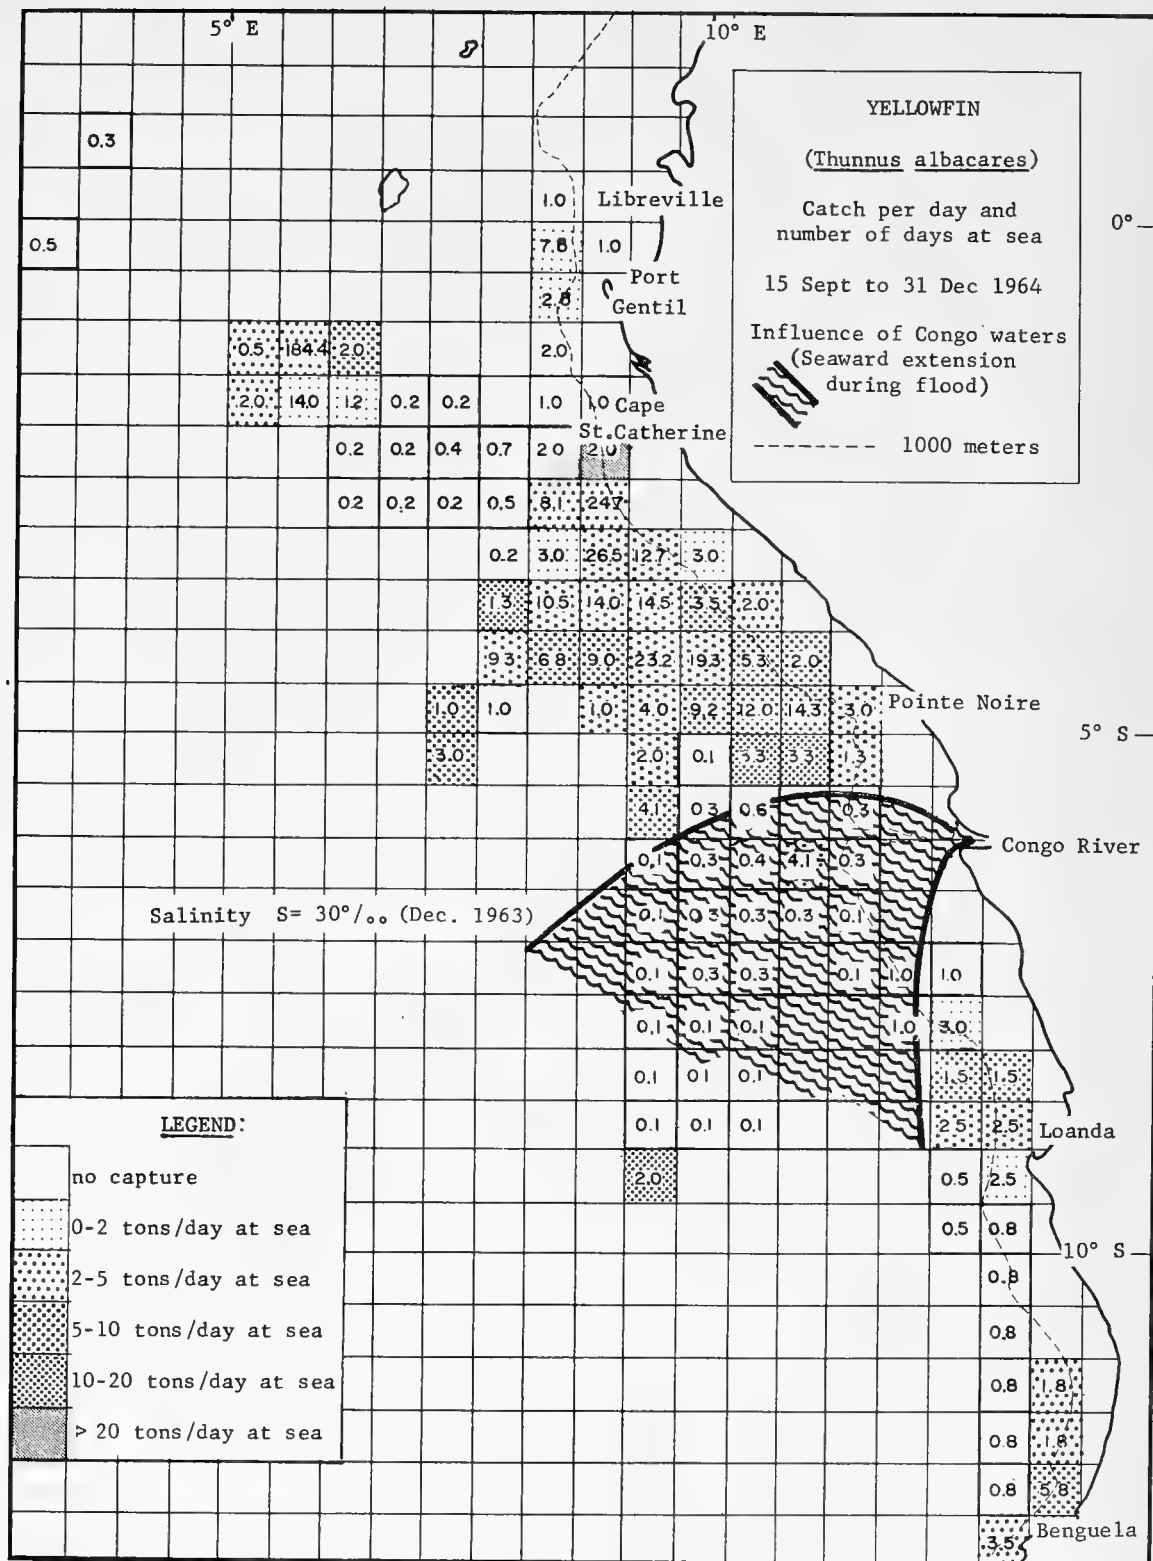 5° E 10° E
YELLOWFIN
(Thunnus albacares)
Catch per day and
number of days at sea
15 Sept to 31 Dec 1964
Influence of Congo waters
(Seaward extension
during flood)
1000 meters
0.3
1.0 Libreville
0°
0.5 7.8 1.0
Port
Gentil
2.8
0.5 184.4 2.0 2.0
2.0 14.0 1.2 0.2 0.2 1.0 1.0 Cape
St.Catherine
0.2 0.2 0.4 0.7 2.0 2.0
0.2 0.2 0.2 0.5 8.1 24.7
0.2 3.0 26.5 12.7 3.0
1.3 10.5 14.0 14.5 3.5 2.0
9.3 6.8 9.0 23.2 19.3 5.3 2.0
1.0 1.0 1.0 4.0 9.2 12.0 14.3 3.0 Pointe Noire
5° S
3.0 2.0 0.1 3.3 3.3 1.3
4.1 0.3 0.6 0.3
Congo River
0.1 0.3 0.4 4.1 0.3
Salinity S= 30°/₀₀ (Dec. 1963)
0.1 0.3 0.3 0.3 0.1
0.1 0.3 0.3 0.1 1.0 1.0
0.1 0.1 0.1 1.0 3.0
0.1 0.1 0.1 1.5 1.5
0.1 0.1 0.1 2.5 2.5 Loanda
2.0 0.5 2.5
0.5 0.8
10° S
0.8
0.8
0.8 1.8
0.8 1.8
0.8 5.8
3.5 Benguela
LEGEND:
no capture
0-2 tons/day at sea
2-5 tons/day at sea
5-10 tons/day at sea
10-20 tons/day at sea
> 20 tons/day at sea